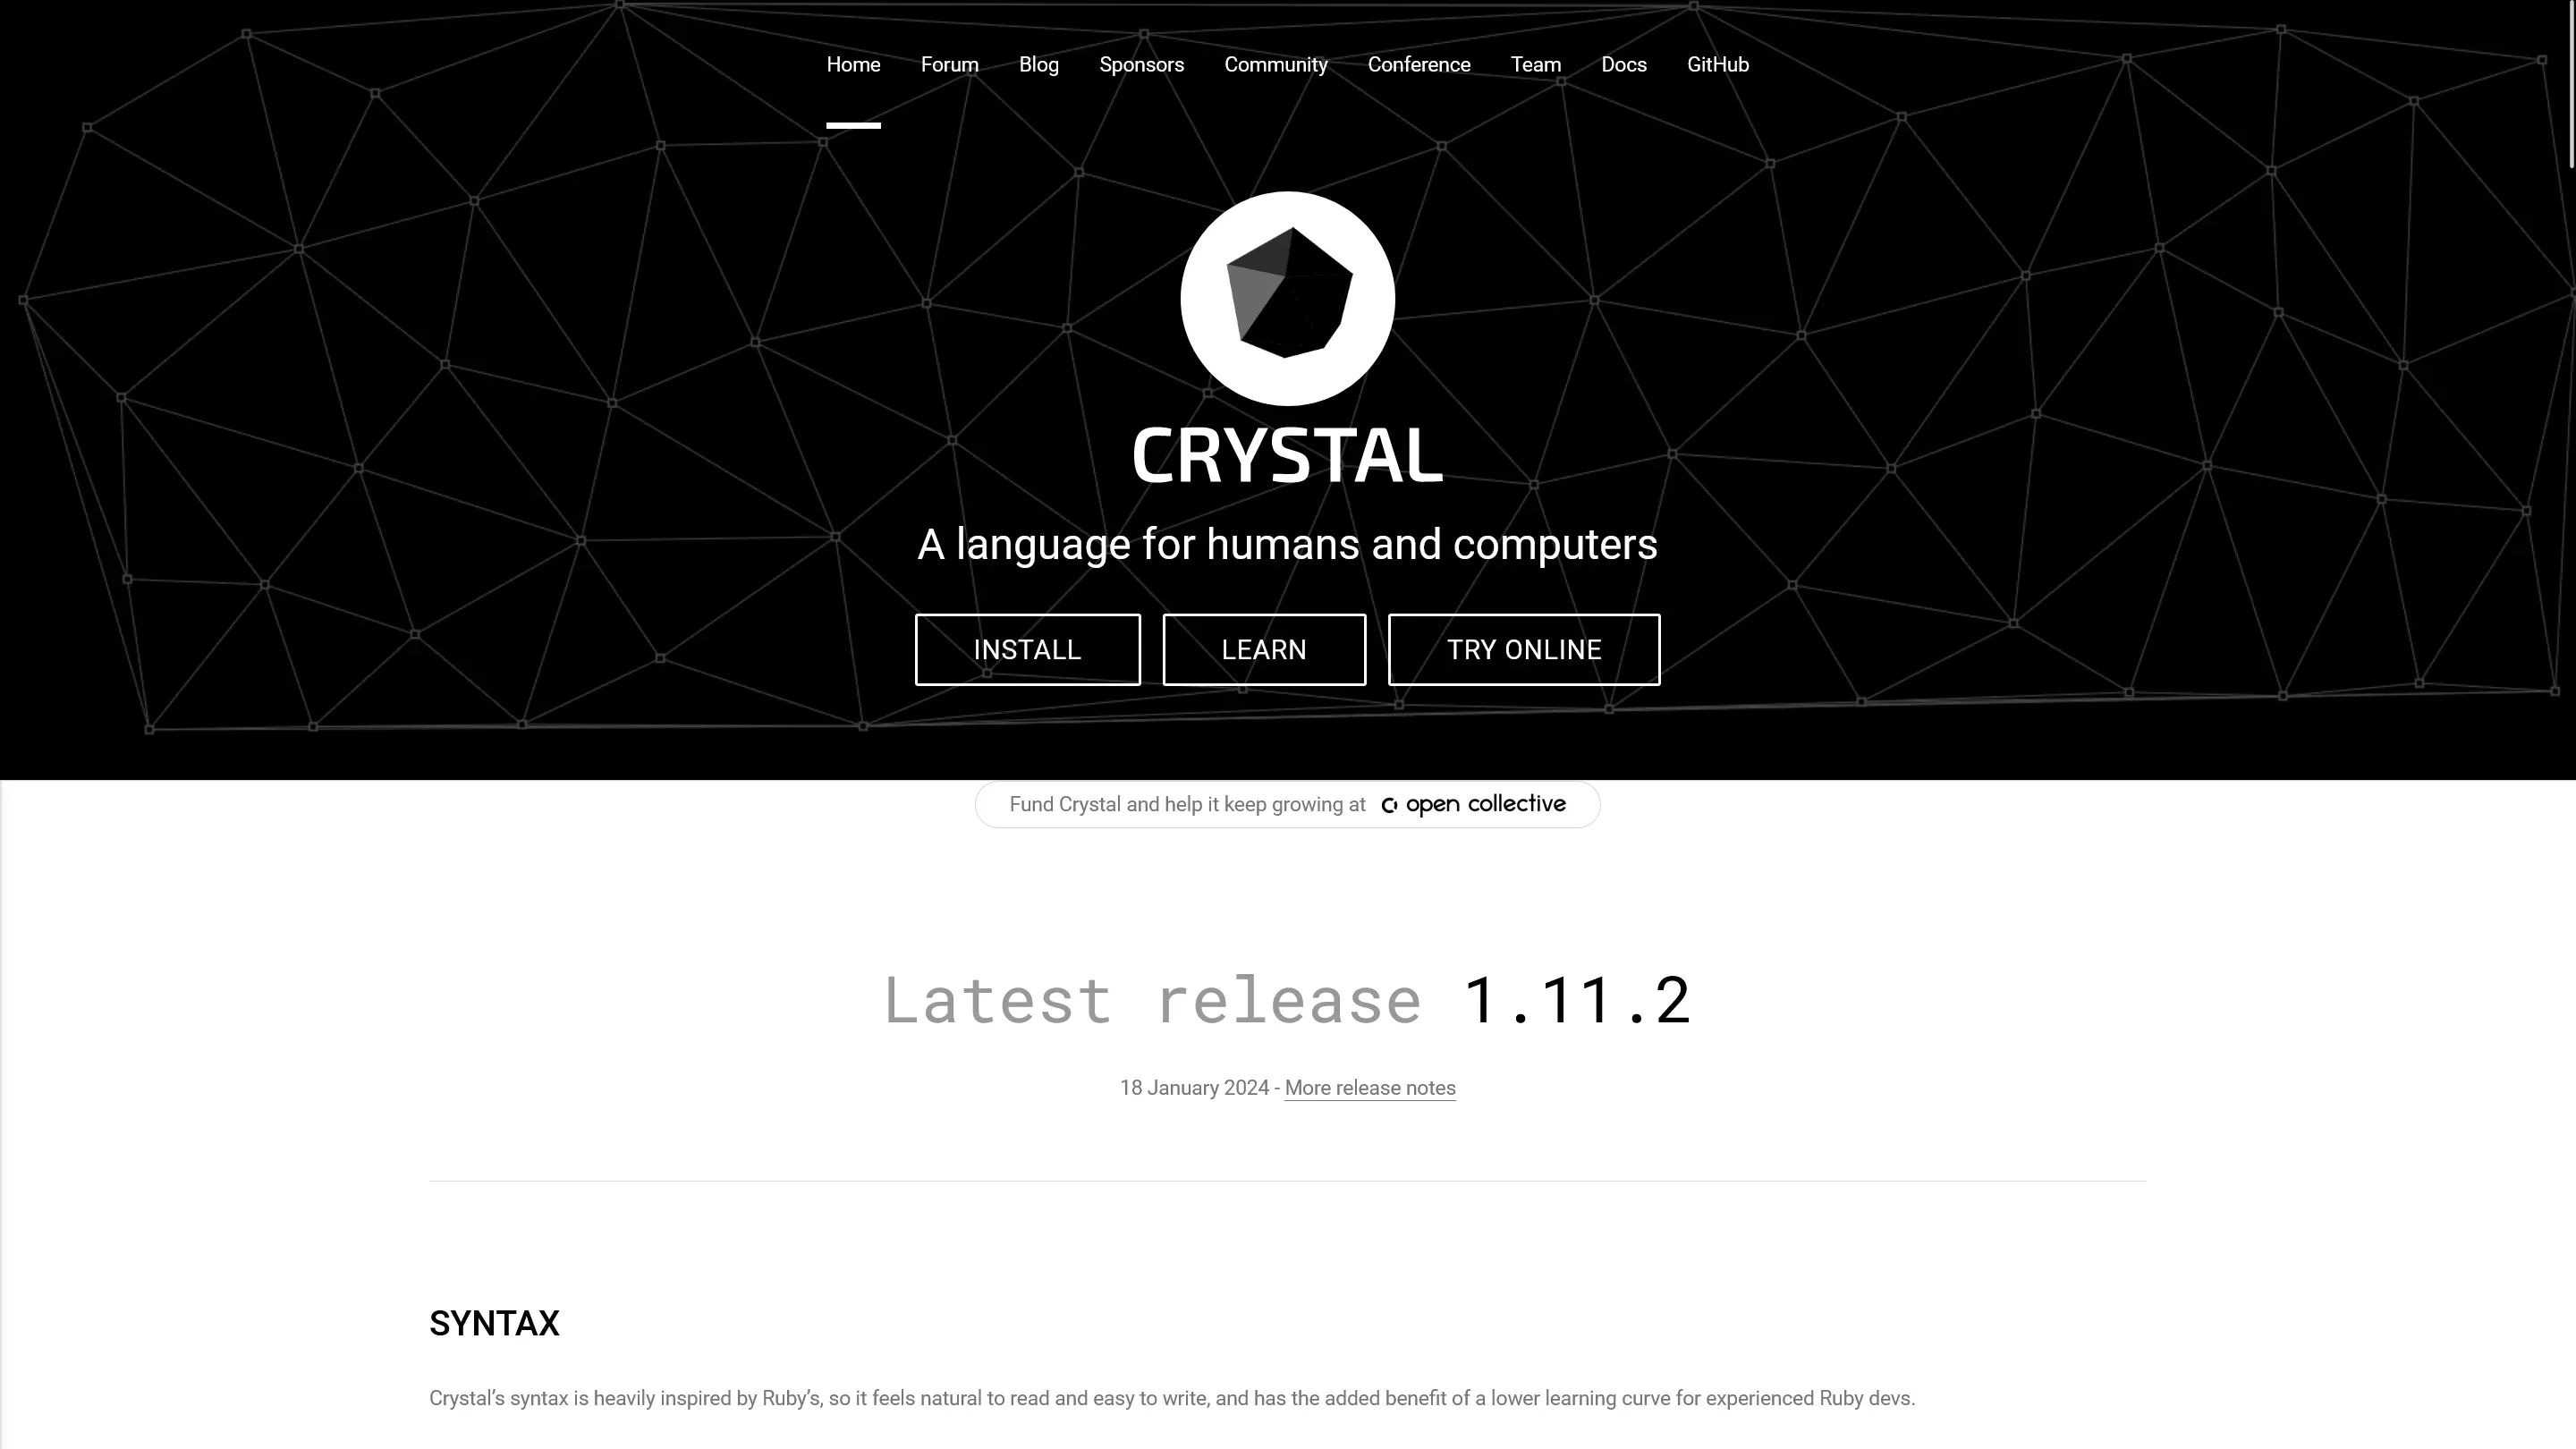 Home Forum Blog Sponsors Community Conference Team Docs GitHub
CRYSTAL
A language for humans and computers
INSTALL LEARN TRY ONLINE
Fund Crystal and help it keep growing at open collective
Latest release 1.11.2
18 January 2024 - More release notes
SYNTAX
Crystal’s syntax is heavily inspired by Ruby’s, so it feels natural to read and easy to write, and has the added benefit of a lower learning curve for experienced Ruby devs.